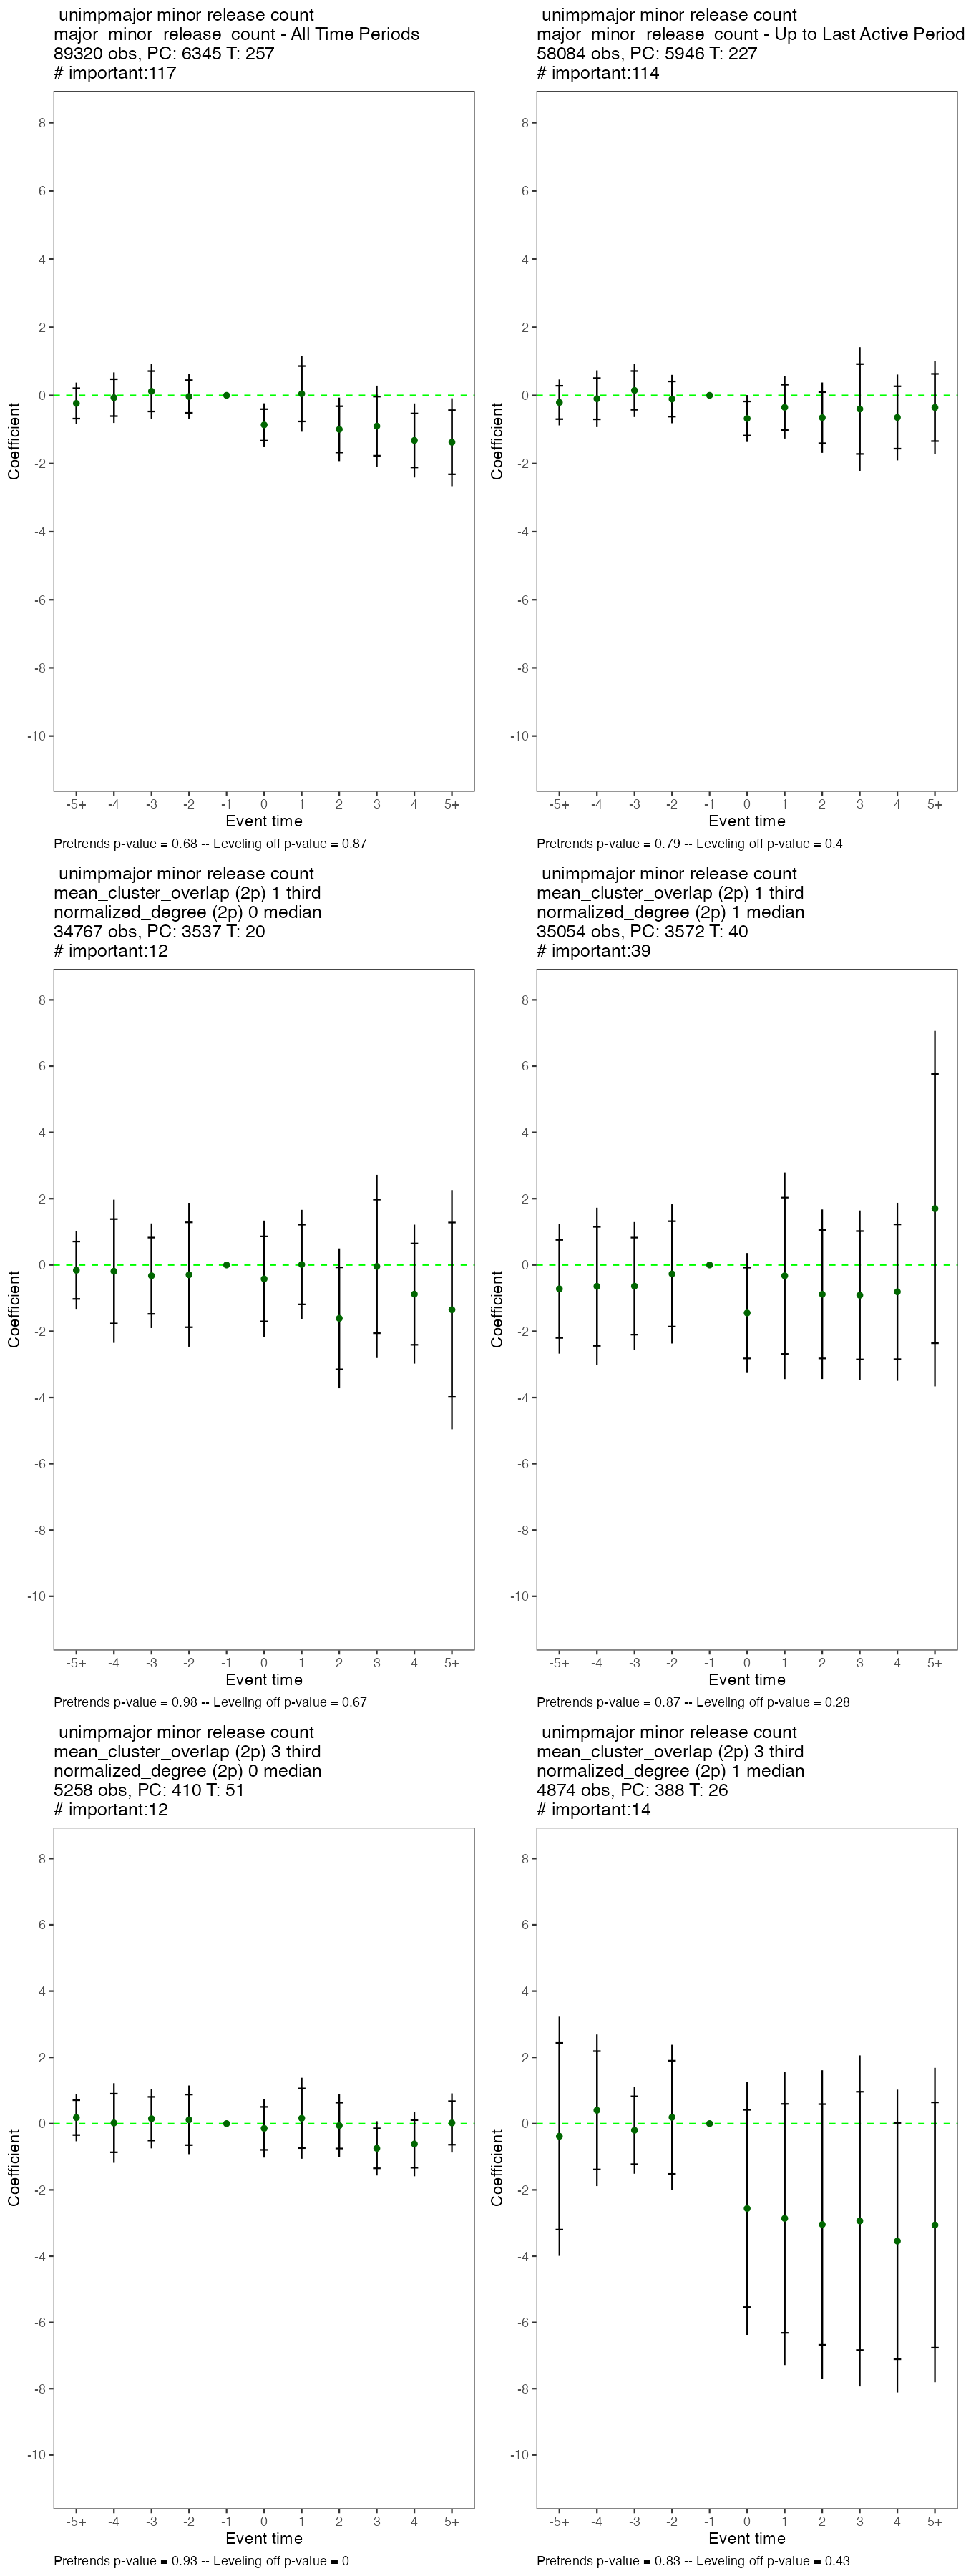 unimpmajor minor release count
major_minor_release_count - All Time Periods
89320 obs, PC: 6345 T: 257
# important:117
8
6
4
2
0
-2
-4
-6
-8
-10
Coefficient
-5+ -4 -3 -2 -1 0 1 2 3 4 5+
Event time
Pretrends p-value = 0.68 -- Leveling off p-value = 0.87
unimpmajor minor release count
major_minor_release_count - Up to Last Active Period
58084 obs, PC: 5946 T: 227
# important:114
8
6
4
2
0
-2
-4
-6
-8
-10
Coefficient
-5+ -4 -3 -2 -1 0 1 2 3 4 5+
Event time
Pretrends p-value = 0.79 -- Leveling off p-value = 0.4
unimpmajor minor release count
mean_cluster_overlap (2p) 1 third
normalized_degree (2p) 0 median
34767 obs, PC: 3537 T: 20
# important:12
8
6
4
2
0
-2
-4
-6
-8
-10
Coefficient
-5+ -4 -3 -2 -1 0 1 2 3 4 5+
Event time
Pretrends p-value = 0.98 -- Leveling off p-value = 0.67
unimpmajor minor release count
mean_cluster_overlap (2p) 1 third
normalized_degree (2p) 1 median
35054 obs, PC: 3572 T: 40
# important:39
8
6
4
2
0
-2
-4
-6
-8
-10
Coefficient
-5+ -4 -3 -2 -1 0 1 2 3 4 5+
Event time
Pretrends p-value = 0.87 -- Leveling off p-value = 0.28
unimpmajor minor release count
mean_cluster_overlap (2p) 3 third
normalized_degree (2p) 0 median
5258 obs, PC: 410 T: 51
# important:12
8
6
4
2
0
-2
-4
-6
-8
-10
Coefficient
-5+ -4 -3 -2 -1 0 1 2 3 4 5+
Event time
Pretrends p-value = 0.93 -- Leveling off p-value = 0
unimpmajor minor release count
mean_cluster_overlap (2p) 3 third
normalized_degree (2p) 1 median
4874 obs, PC: 388 T: 26
# important:14
8
6
4
2
0
-2
-4
-6
-8
-10
Coefficient
-5+ -4 -3 -2 -1 0 1 2 3 4 5+
Event time
Pretrends p-value = 0.83 -- Leveling off p-value = 0.43